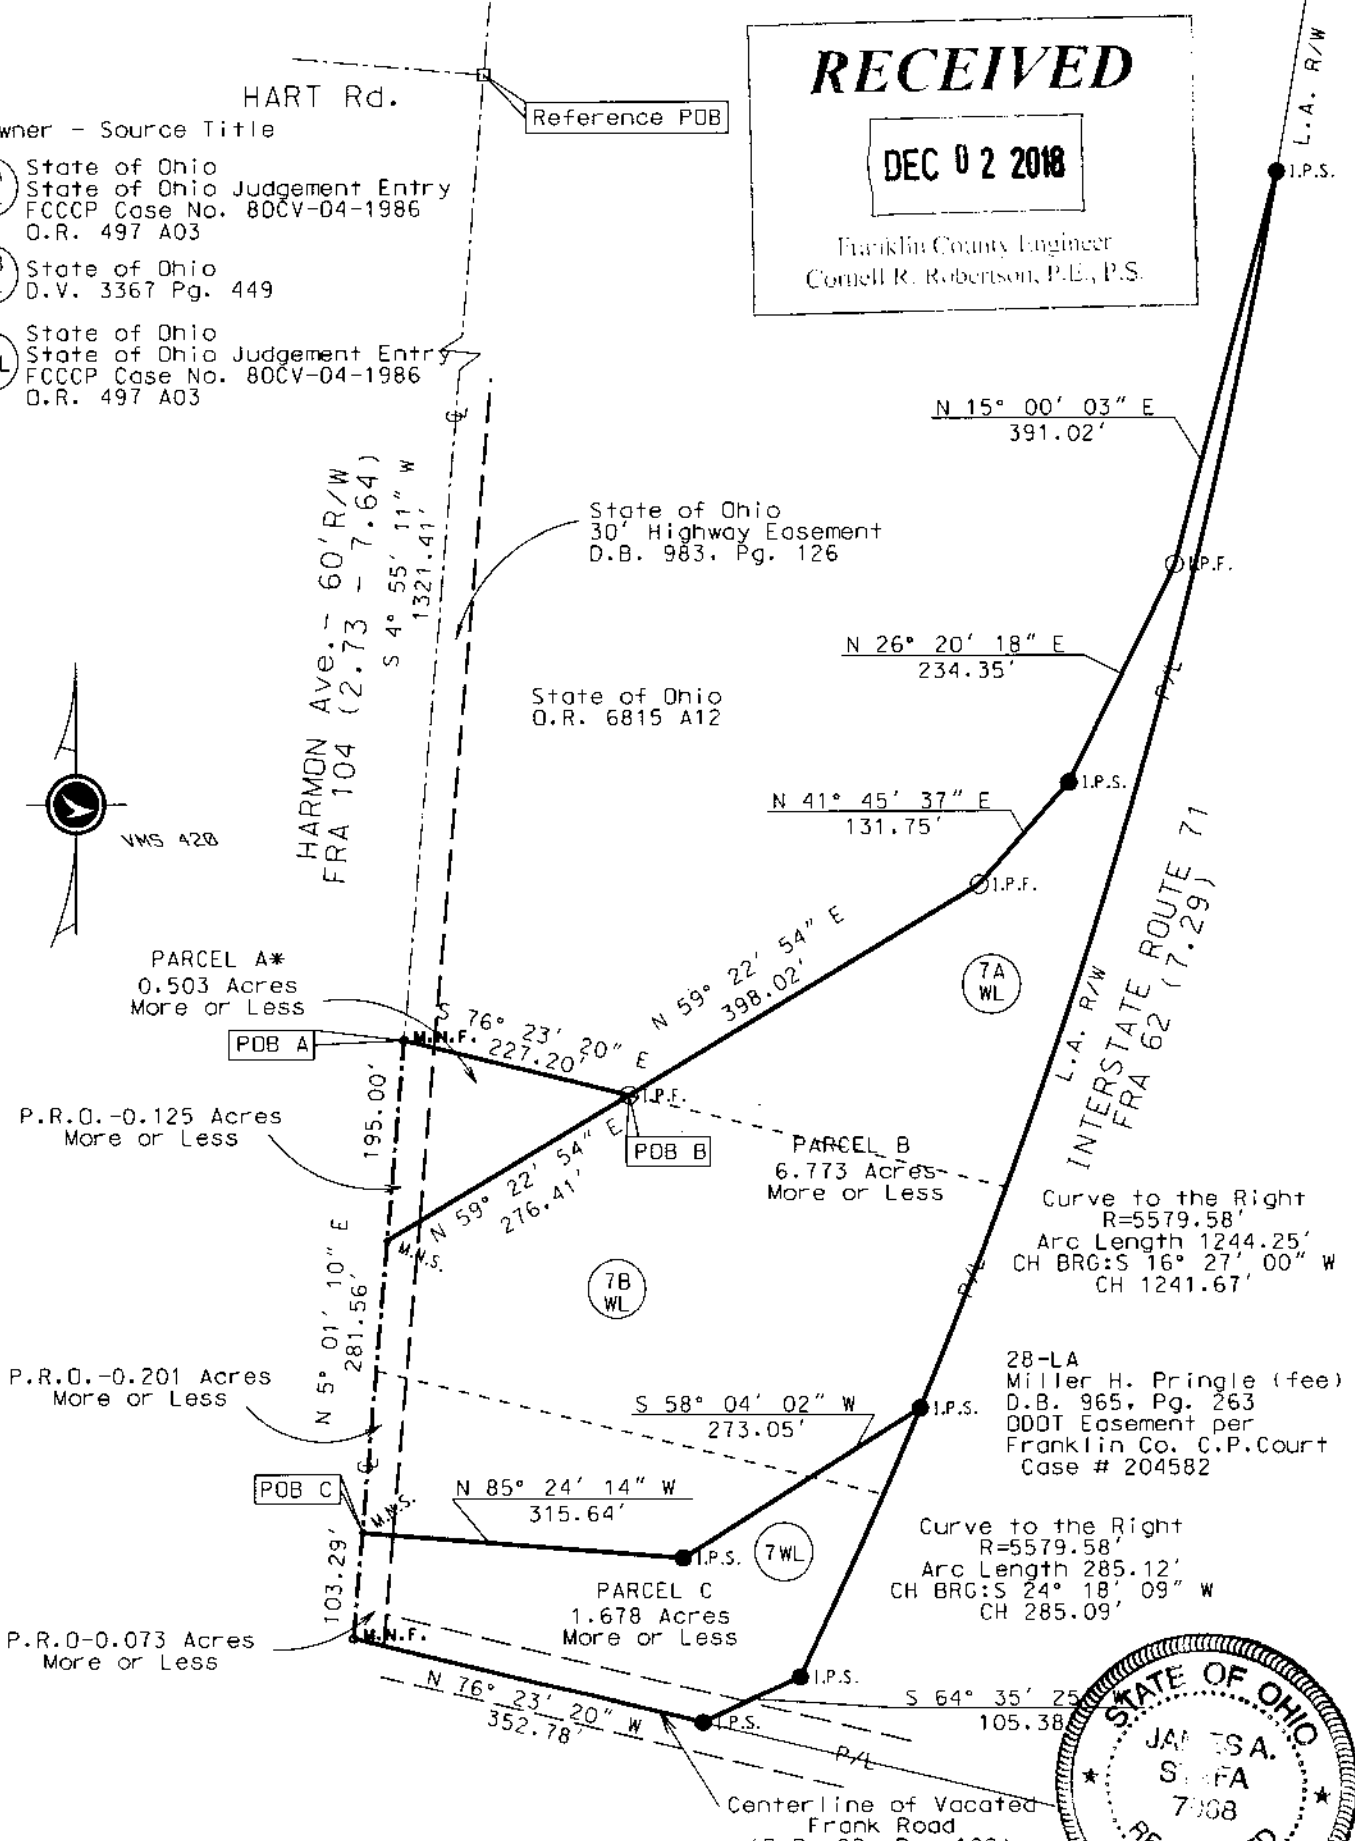 HART Rd.
Reference POB
RECEIVED
DEC 02 2018
Franklin County Engineer
Cornell R. Robertson, P.E., P.S.
L.A. R/W
I.P.S.
wner - Source Title
State of Ohio
State of Ohio Judgement Entry
FCCCP Case No. 80CV-04-1986
O.R. 497 A03
State of Ohio
D.V. 3367 Pg. 449
State of Ohio
State of Ohio Judgement Entry
FCCCP Case No. 80CV-04-1986
O.R. 497 A03
N 15° 00' 03" E
391.02'
HARMON Ave.- 60'R/W
FRA 104 (2.73 - 7.64)
S 4° 55' 11" W
1321.41'
State of Ohio
30' Highway Easement
D.B. 983. Pg. 126
I.P.F.
N 26° 20' 18" E
234.35'
P/L
State of Ohio
O.R. 6815 A12
I.P.S.
N 41° 45' 37" E
131.75'
VMS 420
I.P.F.
INTERSTATE ROUTE 71
FRA 62 (7.29)
L.A. R/W
N 59° 22' 54" E
398.02'
7A
WL
PARCEL A*
0.503 Acres
More or Less
POB A
M.N.F.
S 76° 23' 20" E
227.20'
I.P.F.
POB B
195.00'
P.R.O.-0.125 Acres
More or Less
PARCEL B
6.773 Acres
More or Less
N 59° 22' 54" E
276.41'
M.N.S.
Curve to the Right
R=5579.58'
Arc Length 1244.25'
CH BRG:S 16° 27' 00" W
CH 1241.67'
P/L
7B
WL
N 5° 01' 10" E
281.56'
P.R.O.-0.201 Acres
More or Less
28-LA
Miller H. Pringle (fee)
D.B. 965, Pg. 263
ODOT Easement per
Franklin Co. C.P.Court
Case # 204582
S 58° 04' 02" W
273.05'
I.P.S.
POB C
M.N.S.
N 85° 24' 14" W
315.64'
I.P.S.
7WL
Curve to the Right
R=5579.58'
Arc Length 285.12'
CH BRG:S 24° 18' 09" W
CH 285.09'
103.29'
PARCEL C
1.678 Acres
More or Less
P.R.O-0.073 Acres
More or Less
M.N.F.
I.P.S.
N 76° 23' 20" W
352.78'
S 64° 35' 25
105.38
I.P.S.
P/L
STATE OF OHIO
A.
Centerline of Vacated
Frank Road